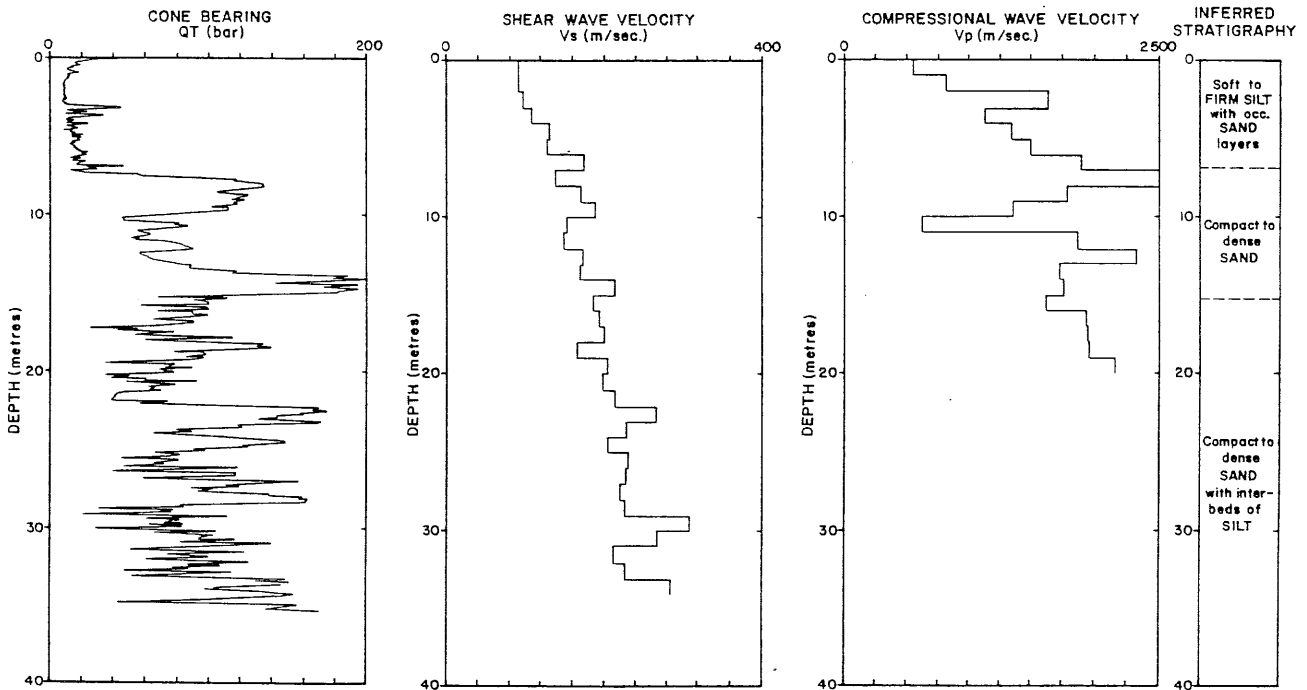 CONE BEARING
QT (bar)
0 200
0
10
20
30
40
DEPTH (metres)
SHEAR WAVE VELOCITY
Vs (m/sec.)
0 400
0
10
20
30
40
DEPTH (metres)
COMPRESSIONAL WAVE VELOCITY
Vp (m/sec.)
0 2500
0
10
20
30
40
DEPTH (metres)
INFERRED
STRATIGRAPHY
0
10
20
30
40
Soft to
FIRM SILT
with occ.
SAND
layers
Compact to
dense
SAND
Compact to
dense
SAND
with inter-
beds of
SILT